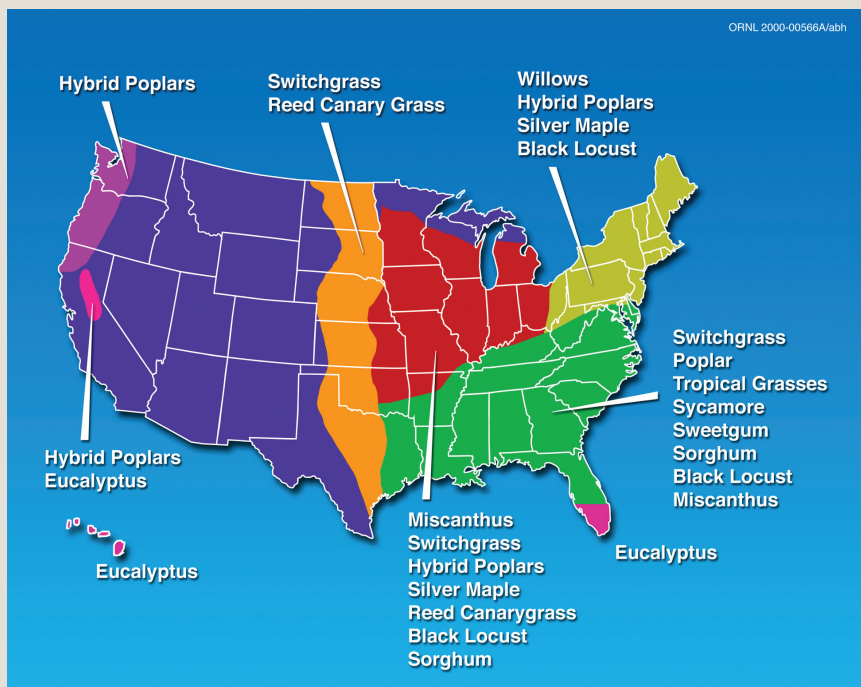 ORNL 2000-00566A/abh
Hybrid Poplars
Switchgrass
Reed Canary Grass
Willows
Hybrid Poplars
Silver Maple
Black Locust
Switchgrass
Poplar
Tropical Grasses
Sycamore
Sweetgum
Sorghum
Black Locust
Miscanthus
Hybrid Poplars
Eucalyptus
Eucalyptus
Miscanthus
Switchgrass
Hybrid Poplars
Silver Maple
Reed Canarygrass
Black Locust
Sorghum
Eucalyptus